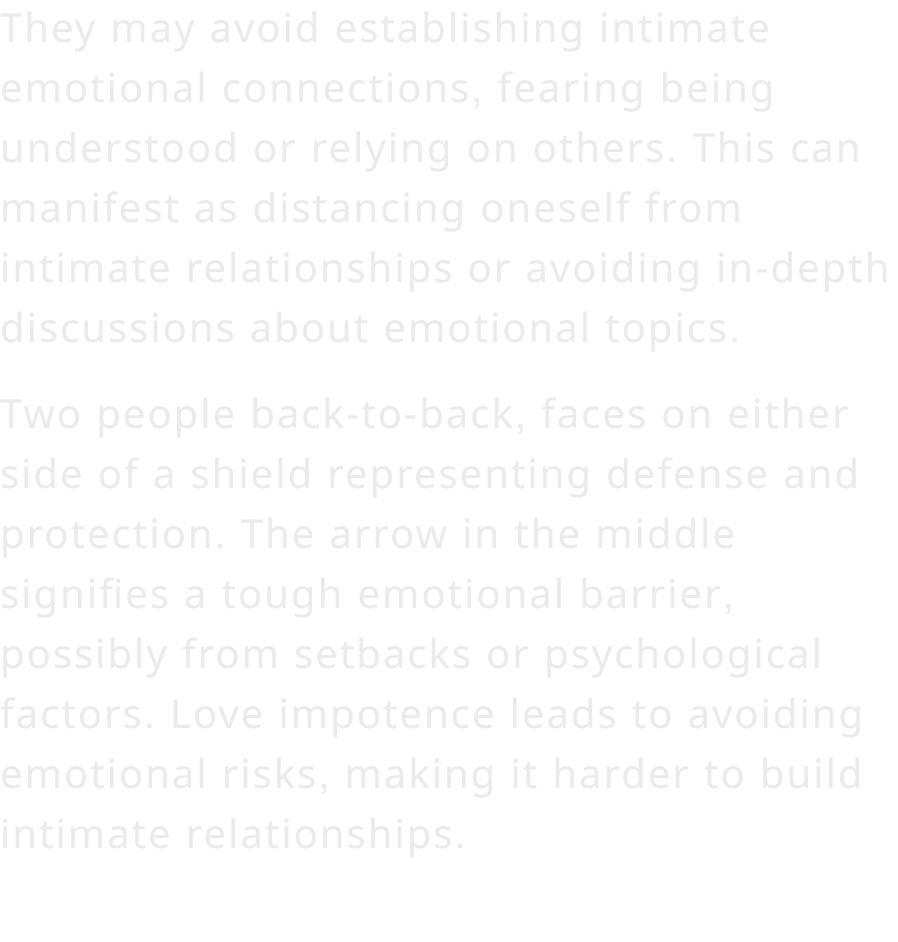 They may avoid establishing intimate
emotional connections, fearing being
understood or relying on others. This can
manifest as distancing oneself from
intimate relationships or avoiding in-depth
discussions about emotional topics.
Two people back-to-back, faces on either
side of a shield representing defense and
protection. The arrow in the middle
signifies a tough emotional barrier,
possibly from setbacks or psychological
factors. Love impotence leads to avoiding
emotional risks, making it harder to build
intimate relationships.